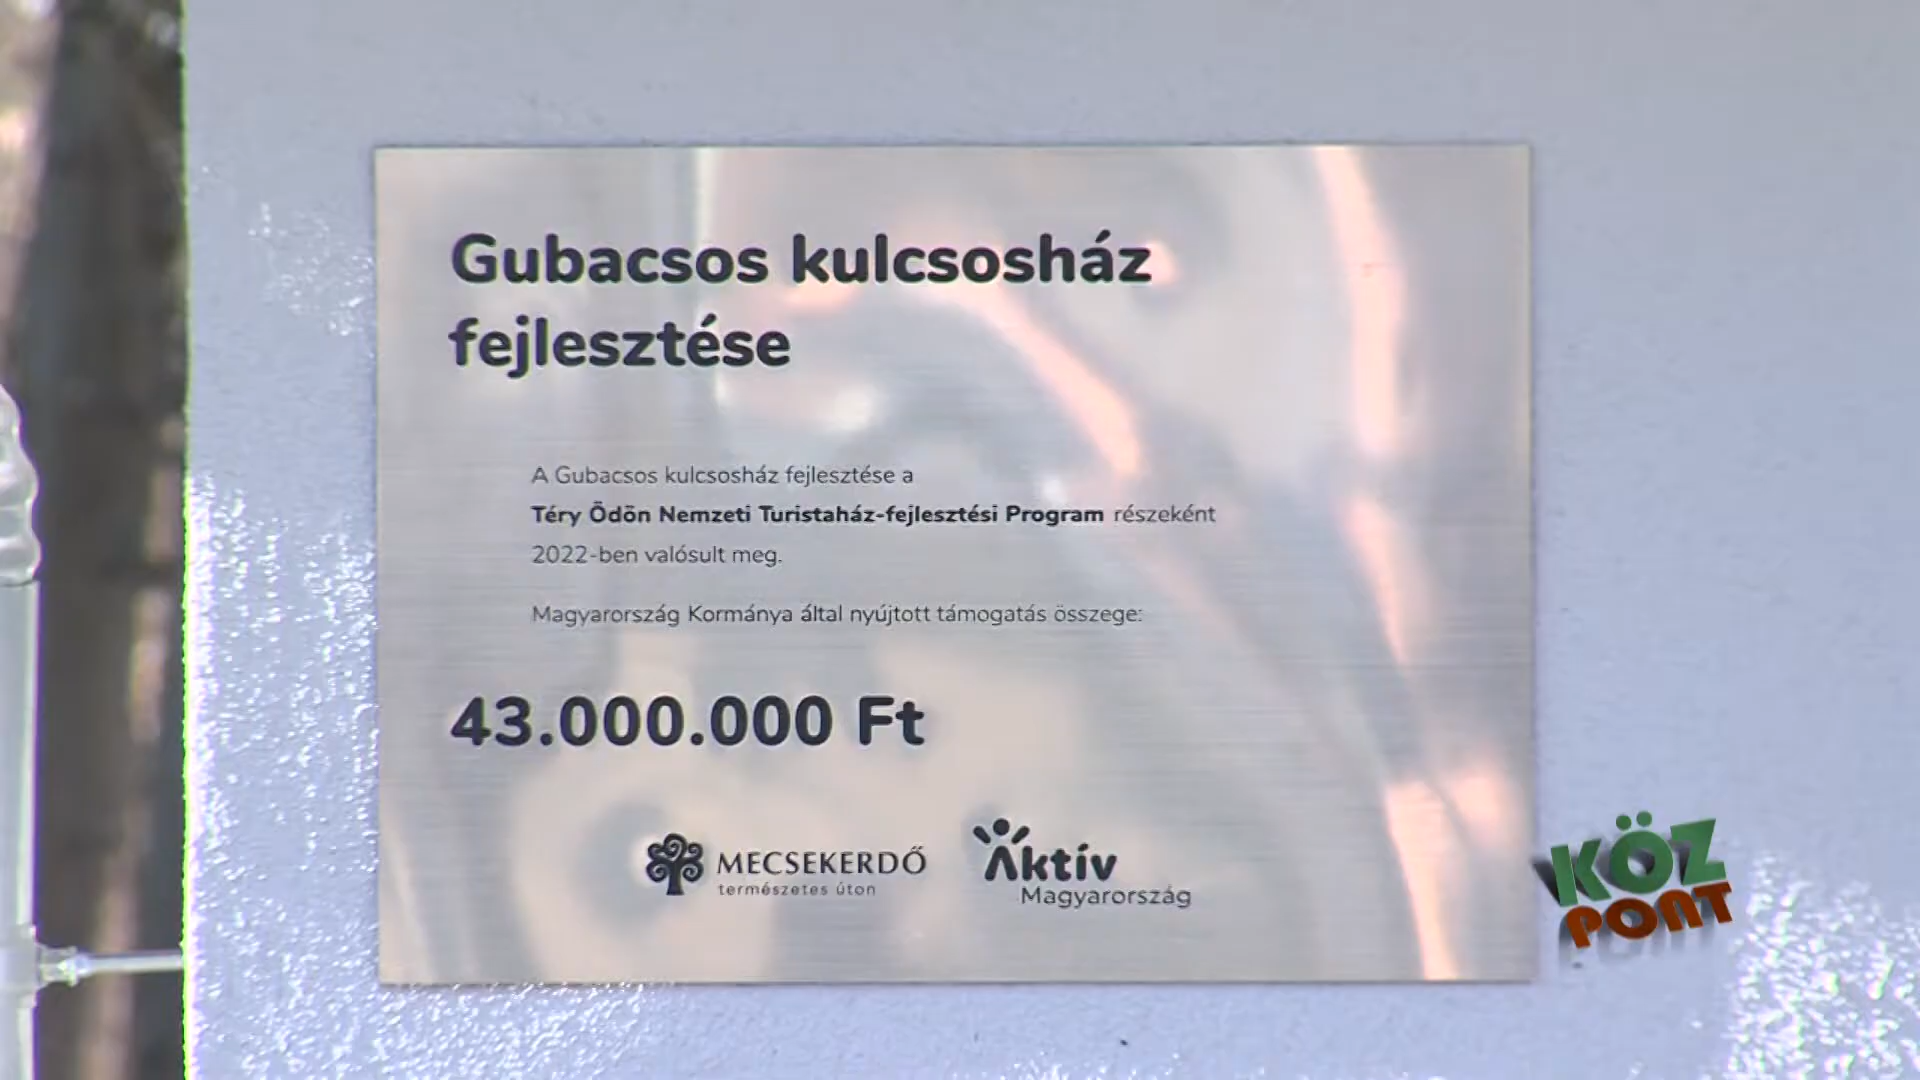 Gubacsos kulcsosház
fejlesztése
A Gubacsos kulcsosház fejlesztése a
Téry Ödön Nemzeti Turistaház-fejlesztési Program részeként
2022-ben valósult meg.
Magyarország Kormánya által nyújtott támogatás összege:
43.000.000 Ft
MECSEKERDŐ
természetes úton
Aktív
Magyarország
KÖZ
PONT